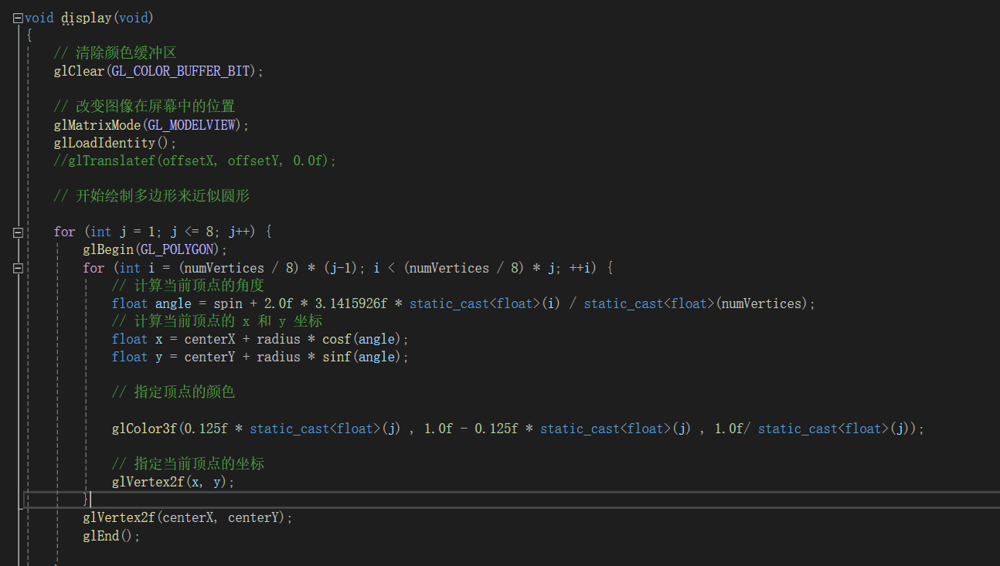 void display(void)
{
// 清除颜色缓冲区
glClear(GL_COLOR_BUFFER_BIT);
// 改变图像在屏幕中的位置
glMatrixMode(GL_MODELVIEW);
glLoadIdentity();
//glTranslatef(offsetX, offsetY, 0.0f);
// 开始绘制多边形来近似圆形
for (int j = 1; j <= 8; j++) {
glBegin(GL_POLYGON);
for (int i = (numVertices / 8) * (j-1); i < (numVertices / 8) * j; ++i) {
// 计算当前顶点的角度
float angle = spin + 2.0f * 3.1415926f * static_cast<float>(i) / static_cast<float>(numVertices);
// 计算当前顶点的 x 和 y 坐标
float x = centerX + radius * cosf(angle);
float y = centerY + radius * sinf(angle);
// 指定顶点的颜色
glColor3f(0.125f * static_cast<float>(j) , 1.0f - 0.125f * static_cast<float>(j) , 1.0f/ static_cast<float>(j));
// 指定当前顶点的坐标
glVertex2f(x, y);
}
glVertex2f(centerX, centerY);
glEnd();